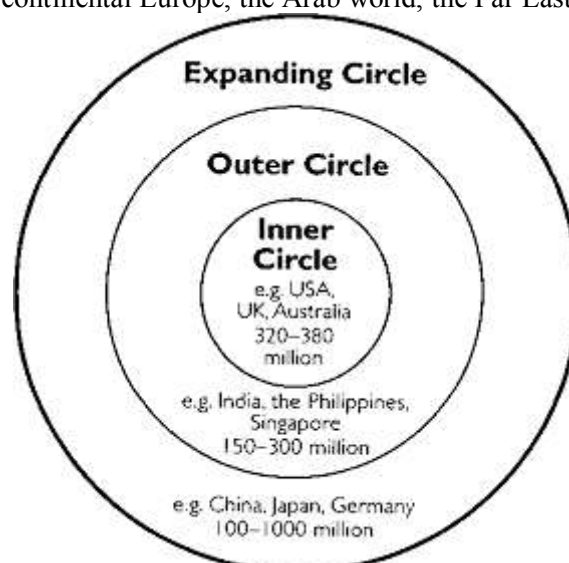 continental Europe, the Arab world, the Far East
Expanding Circle
Outer Circle
Inner
Circle
e.g. USA,
UK, Australia
320–380
million
e.g. India, the Philippines,
Singapore
150–300 million
e.g. China, Japan, Germany
100–1000 million